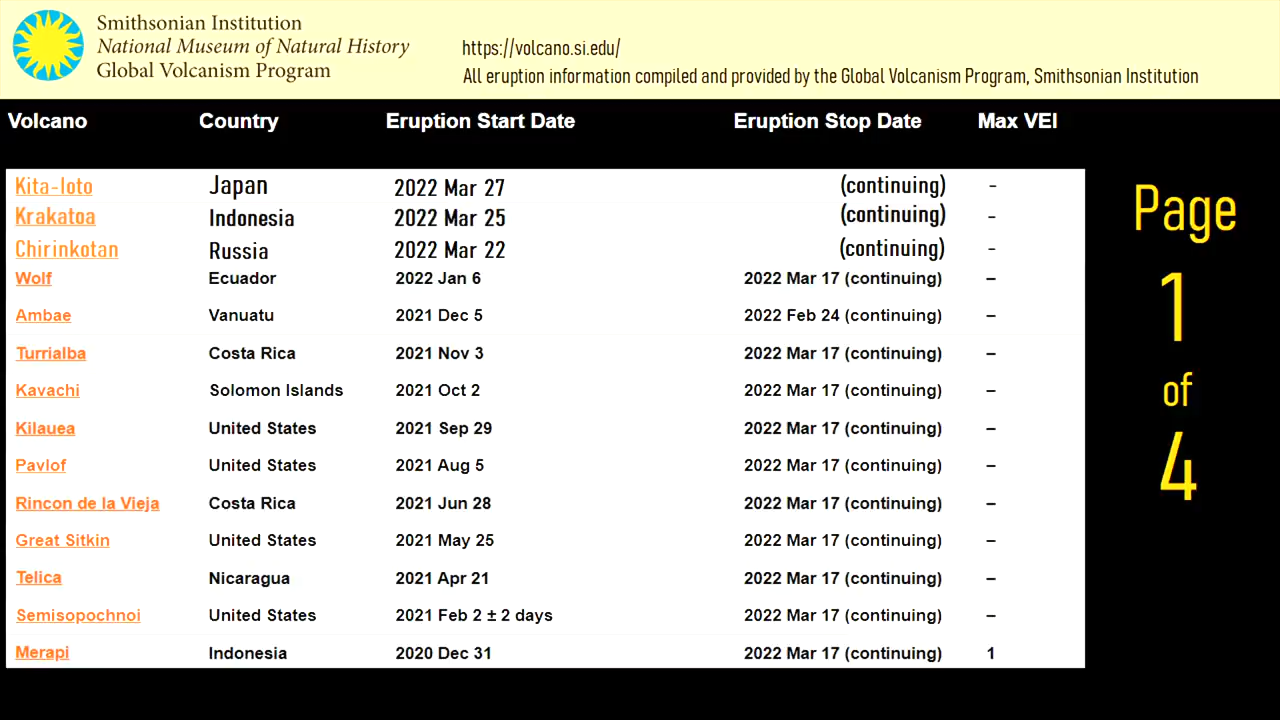 Smithsonian Institution
National Museum of Natural History
Global Volcanism Program
https://volcano.si.edu/
All eruption information compiled and provided by the Global Volcanism Program, Smithsonian Institution
Volcano Country Eruption Start Date Eruption Stop Date Max VEI
Kita-Ioto Japan 2022 Mar 27 (continuing) -
Krakatoa Indonesia 2022 Mar 25 (continuing) -
Chirinkotan Russia 2022 Mar 22 (continuing) -
Wolf Ecuador 2022 Jan 6 2022 Mar 17 (continuing) –
Ambae Vanuatu 2021 Dec 5 2022 Feb 24 (continuing) –
Turrialba Costa Rica 2021 Nov 3 2022 Mar 17 (continuing) –
Kavachi Solomon Islands 2021 Oct 2 2022 Mar 17 (continuing) –
Kilauea United States 2021 Sep 29 2022 Mar 17 (continuing) –
Pavlof United States 2021 Aug 5 2022 Mar 17 (continuing) –
Rincon de la Vieja Costa Rica 2021 Jun 28 2022 Mar 17 (continuing) –
Great Sitkin United States 2021 May 25 2022 Mar 17 (continuing) –
Telica Nicaragua 2021 Apr 21 2022 Mar 17 (continuing) –
Semisopochnoi United States 2021 Feb 2 ± 2 days 2022 Mar 17 (continuing) –
Merapi Indonesia 2020 Dec 31 2022 Mar 17 (continuing) 1
Page
1
of
4